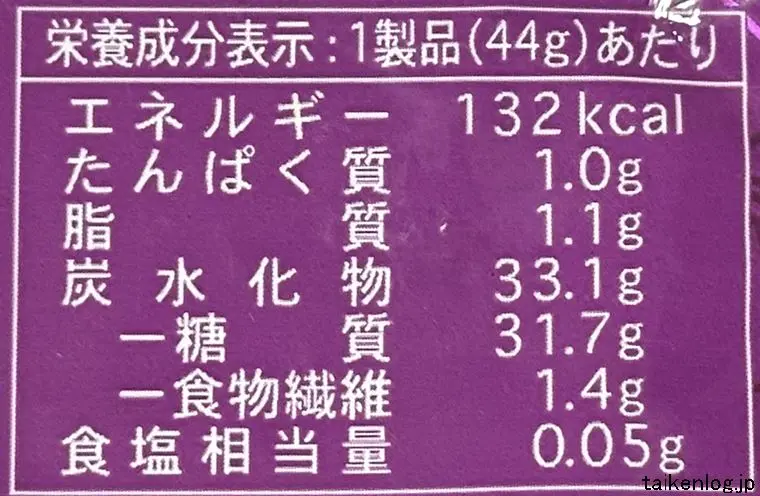 栄養成分表示:1製品(44g)あたり
エネルギー 132kcal
たんぱく質 1.0g
脂質 1.1g
炭水化物 33.1g
ー糖質 31.7g
ー食物繊維 1.4g
食塩相当量 0.05g
taikenlog.jp